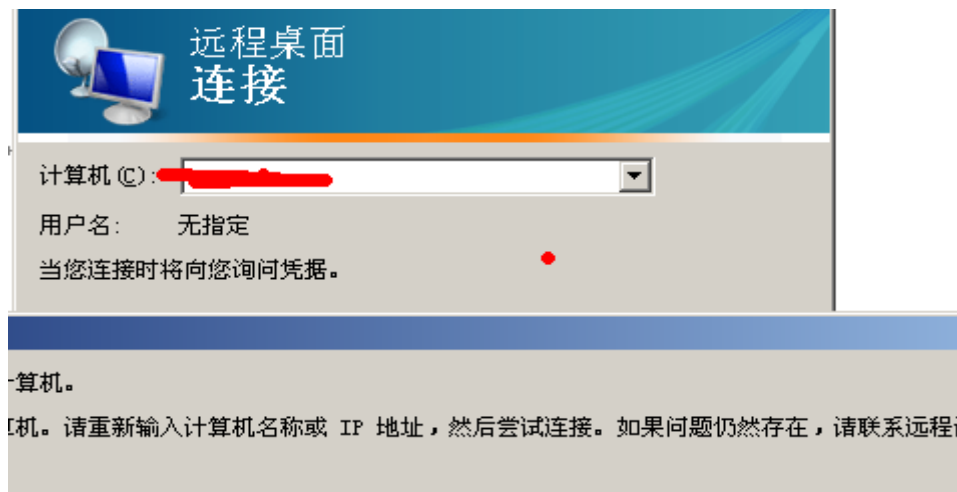 远程桌面
连接
计算机(C):
用户名: 无指定
当您连接时将向您询问凭据。
算机。
机。请重新输入计算机名称或 IP 地址，然后尝试连接。如果问题仍然存在，请联系远程